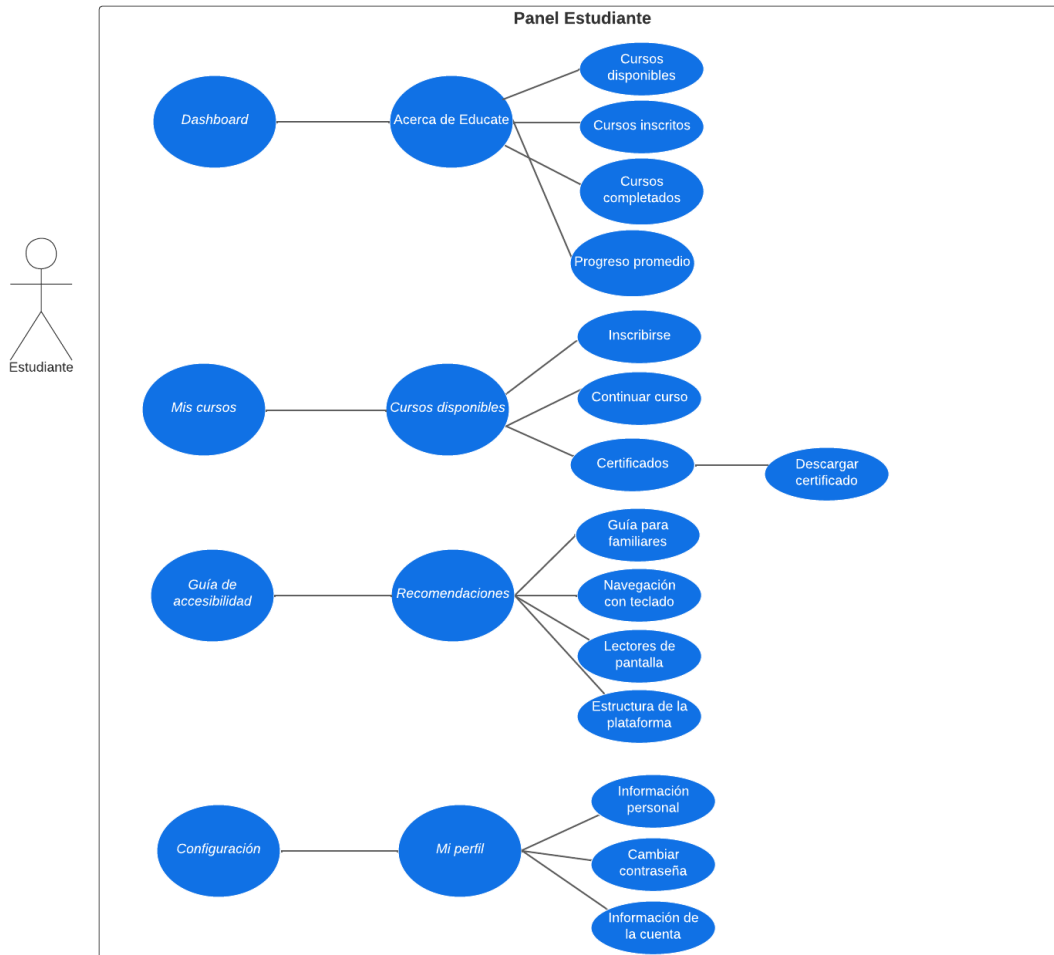 Panel Estudiante
Dashboard
Acerca de Educate
Cursos
disponibles
Cursos inscritos
Cursos
completados
Progreso promedio
Estudiante
Mis cursos
Cursos disponibles
Inscribirse
Continuar curso
Certificados
Descargar
certificado
Guía de
accesibilidad
Recomendaciones
Guía para
familiares
Navegación
con teclado
Lectores de
pantalla
Estructura de la
plataforma
Configuración
Mi perfil
Información
personal
Cambiar
contraseña
Información de
la cuenta